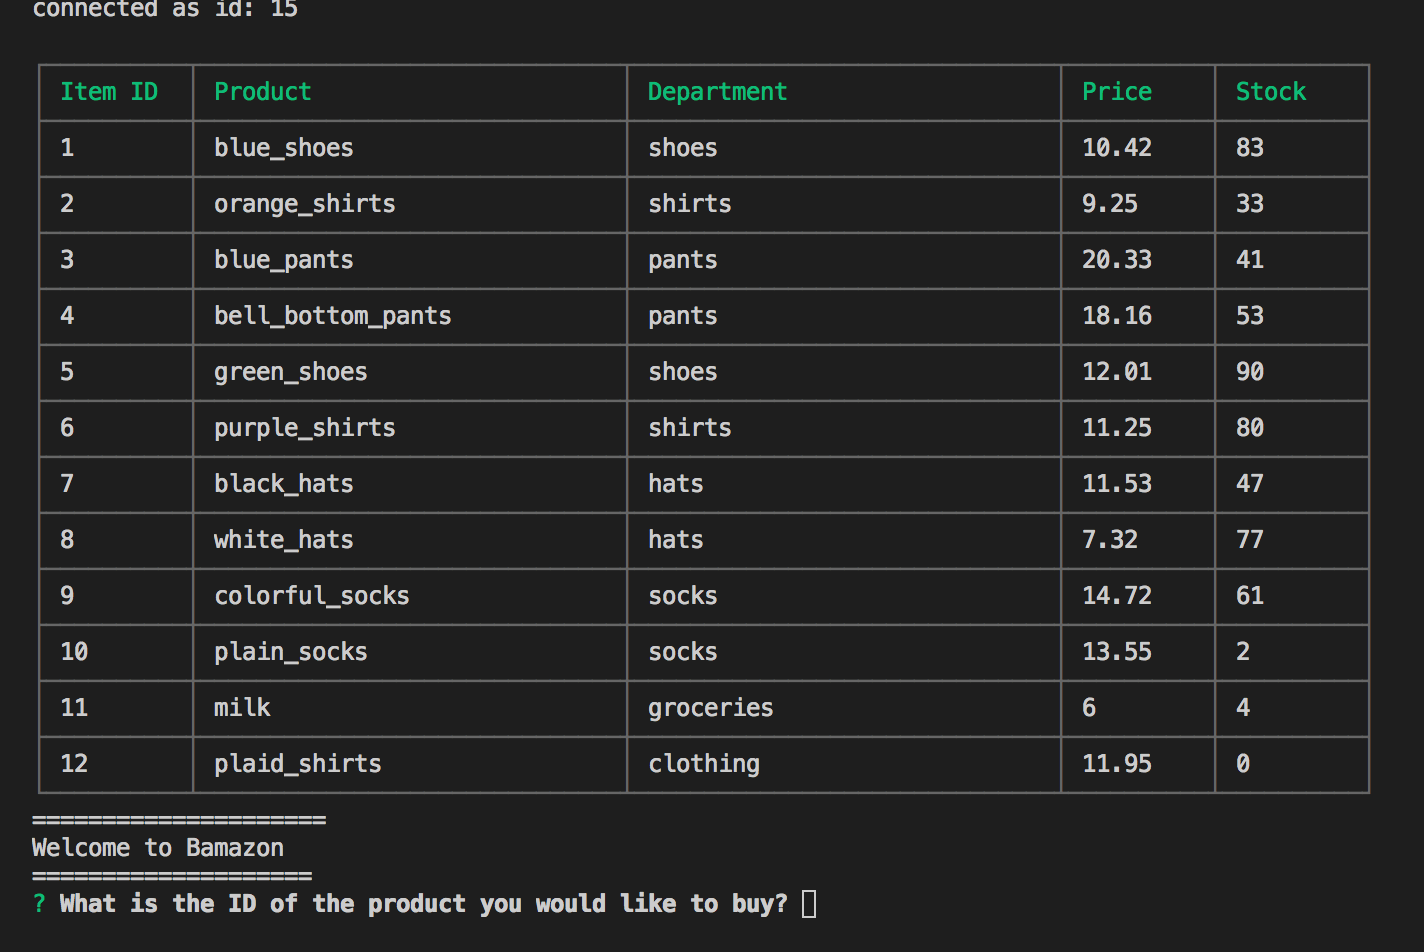 connected as id: 15
Item ID Product Department Price Stock
1 blue_shoes shoes 10.42 83
2 orange_shirts shirts 9.25 33
3 blue_pants pants 20.33 41
4 bell_bottom_pants pants 18.16 53
5 green_shoes shoes 12.01 90
6 purple_shirts shirts 11.25 80
7 black_hats hats 11.53 47
8 white_hats hats 7.32 77
9 colorful_socks socks 14.72 61
10 plain_socks socks 13.55 2
11 milk groceries 6 4
12 plaid_shirts clothing 11.95 0
=====================
Welcome to Bamazon
====================
? What is the ID of the product you would like to buy?